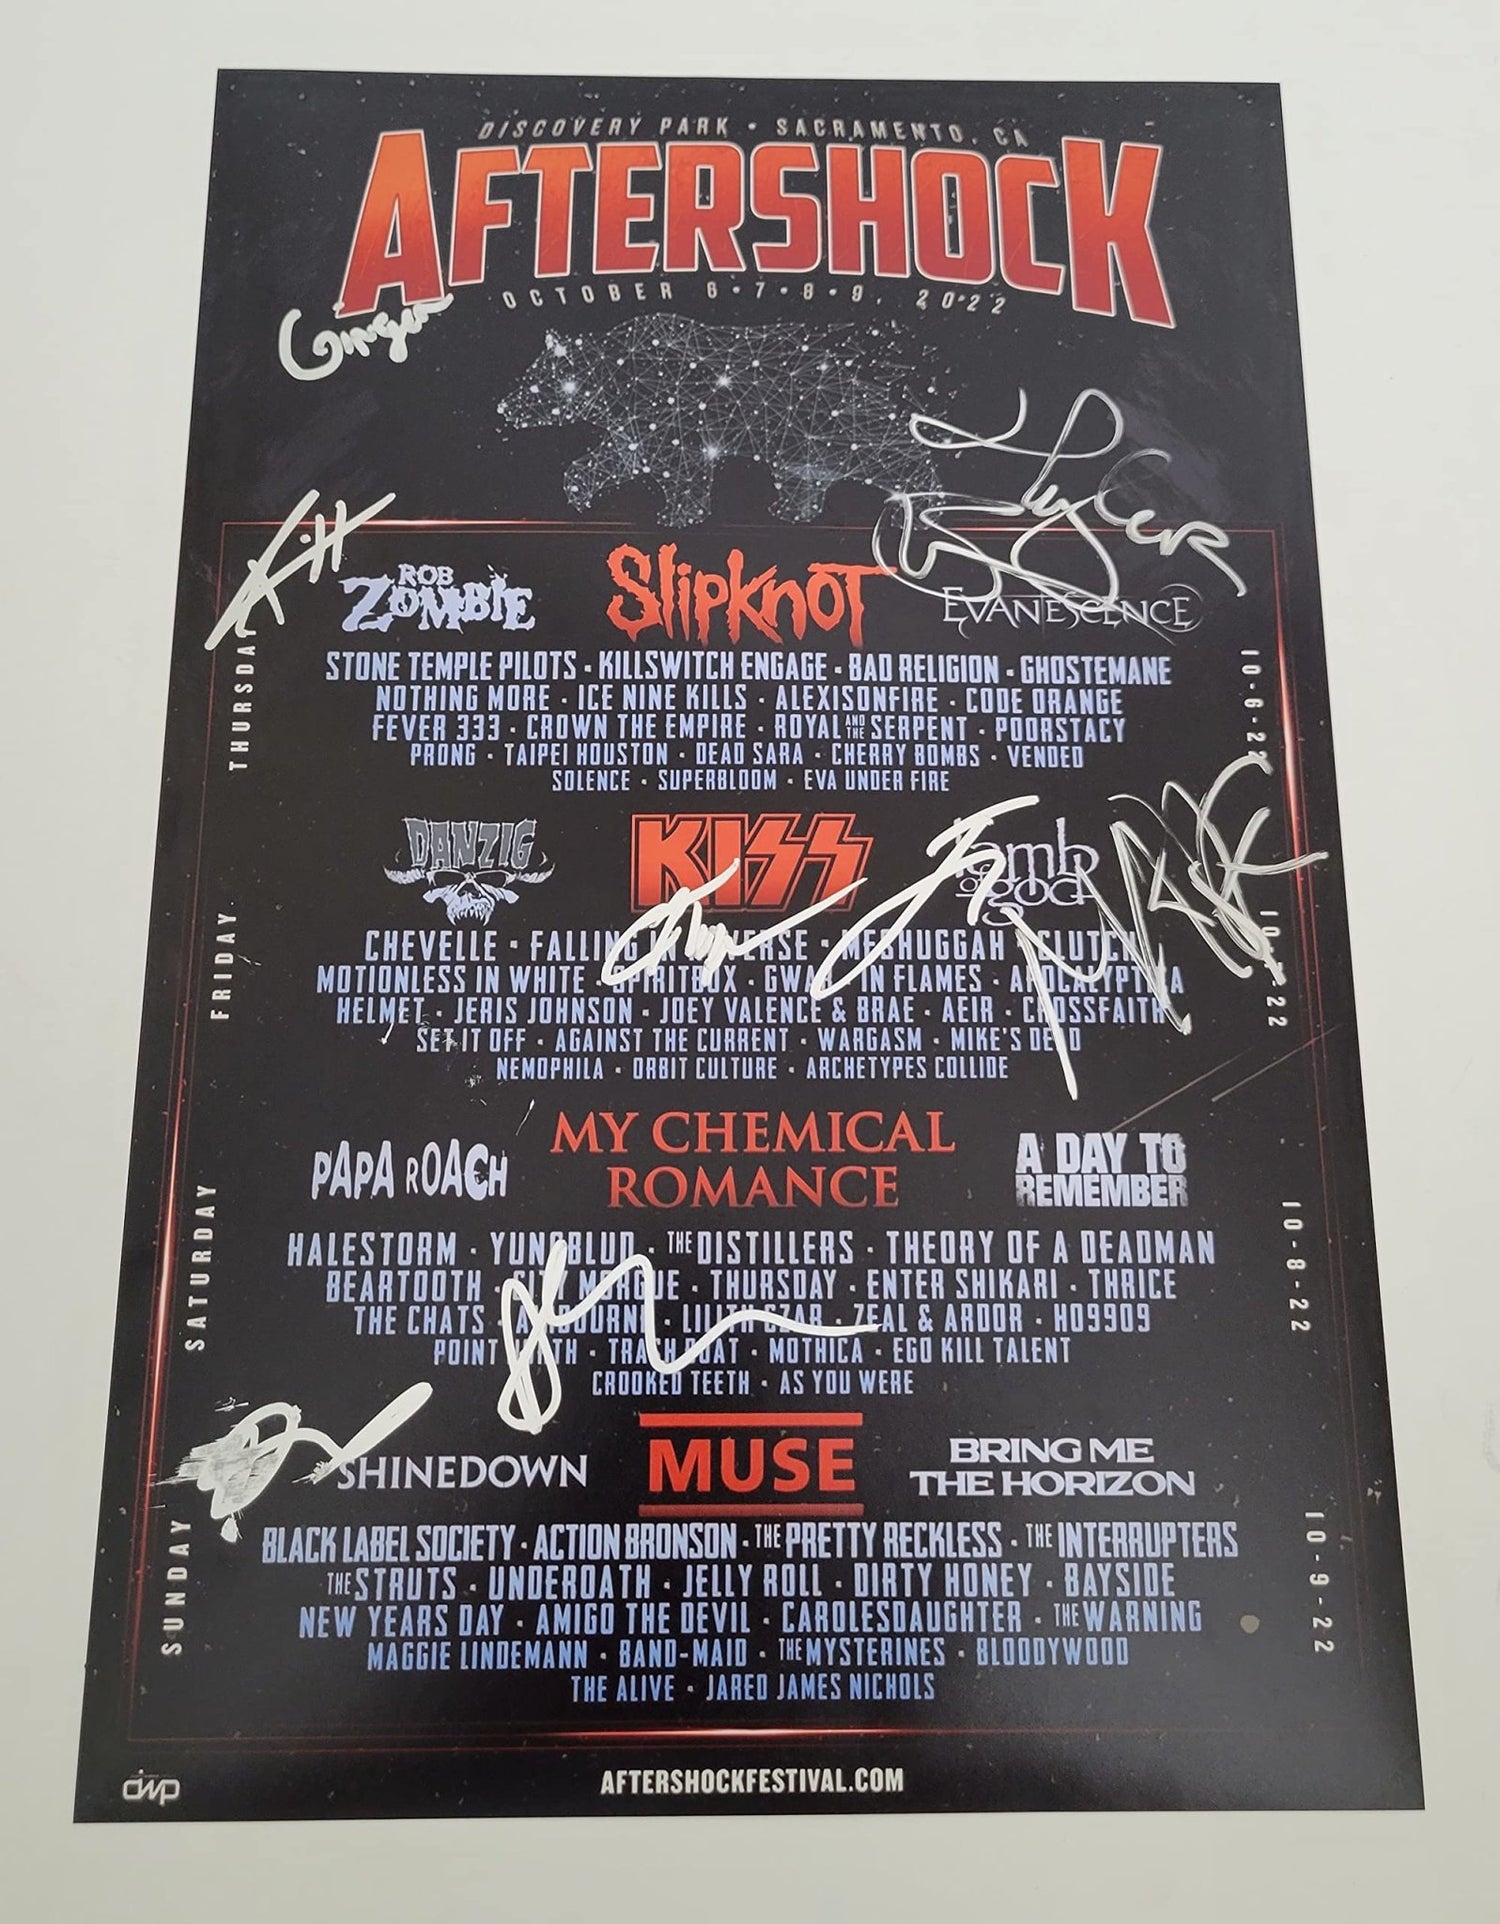 DISCOVERY PARK • SACRAMENTO, CA
AFTERSHOCK
OCTOBER 6•7•8•9, 2022
Ginger
THURSDAY
10-6-22
ROB ZOMBIE
SLIPKNOT
EVANESCENCE
STONE TEMPLE PILOTS • KILLSWITCH ENGAGE • BAD RELIGION • GHOSTEMANE
NOTHING MORE • ICE NINE KILLS • ALEXISONFIRE • CODE ORANGE
FEVER 333 • CROWN THE EMPIRE • ROYAL AND THE SERPENT • POORSTACY
PRONG • TAIPEI HOUSTON • DEAD SARA • CHERRY BOMBS • VENDED
SOLENCE • SUPERBLOOM • EVA UNDER FIRE
FRIDAY
DANZIG
KISS
lamb of god
CHEVELLE • FALLING IN REVERSE • MESHUGGAH • CLUTCH
MOTIONLESS IN WHITE • SPIRITBOX • GWAR • IN FLAMES • APOCALYPTICA
HELMET • JERIS JOHNSON • JOEY VALENCE & BRAE • AEIR • CROSSFAITH
SET IT OFF • AGAINST THE CURRENT • WARGASM • MIKE'S DEAD
NEMOPHILA • ORBIT CULTURE • ARCHETYPES COLLIDE
SATURDAY
10-8-22
PAPA ROACH
MY CHEMICAL ROMANCE
A DAY TO REMEMBER
HALESTORM • YUNGBLUD • THE DISTILLERS • THEORY OF A DEADMAN
BEARTOOTH • CITY MORGUE • THURSDAY • ENTER SHIKARI • THRICE
THE CHATS • AIRBOURNE • LILITH CZAR • ZEAL & ARDOR • HO9909
POINT NORTH • TRASH BOAT • MOTHICA • EGO KILL TALENT
CROOKED TEETH • AS YOU WERE
SUNDAY
10-9-22
SHINEDOWN
MUSE
BRING ME THE HORIZON
BLACK LABEL SOCIETY • ACTION BRONSON • THE PRETTY RECKLESS • THE INTERRUPTERS
THE STRUTS • UNDEROATH • JELLY ROLL • DIRTY HONEY • BAYSIDE
NEW YEARS DAY • AMIGO THE DEVIL • CAROLESDAUGHTER • THE WARNING
MAGGIE LINDEMANN • BAND-MAID • THE MYSTERINES • BLOODYWOOD
THE ALIVE • JARED JAMES NICHOLS
dwp
AFTERSHOCKFESTIVAL.COM